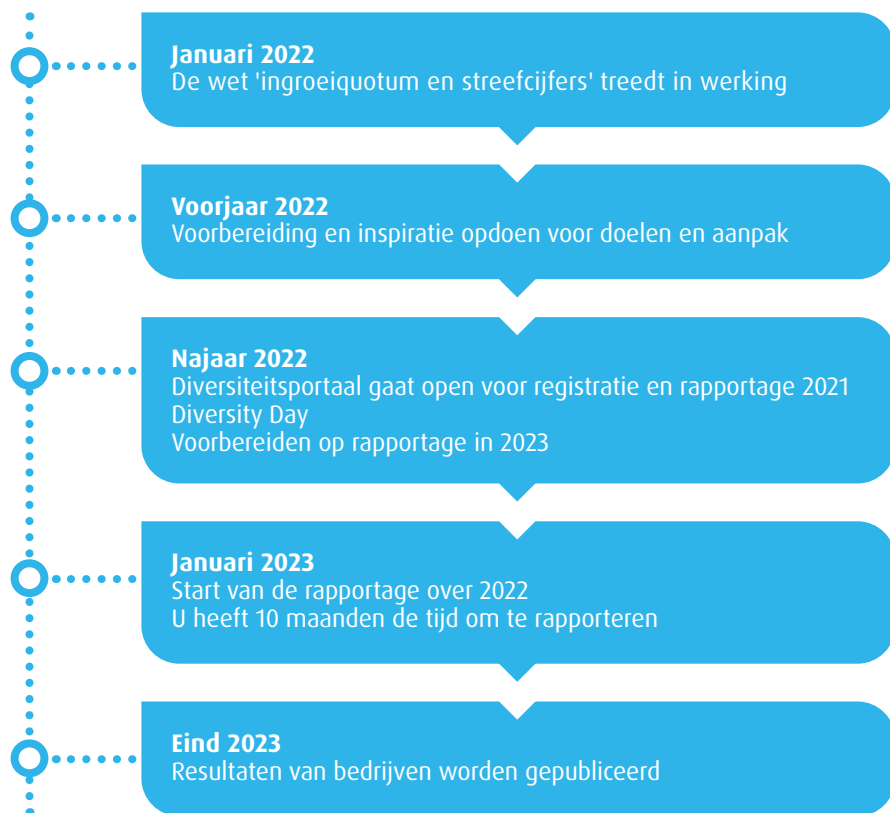 Januari 2022
De wet 'ingroeiquotum en streefcijfers' treedt in werking
Voorjaar 2022
Voorbereiding en inspiratie opdoen voor doelen en aanpak
Najaar 2022
Diversiteitsportaal gaat open voor registratie en rapportage 2021
Diversity Day
Voorbereiden op rapportage in 2023
Januari 2023
Start van de rapportage over 2022
U heeft 10 maanden de tijd om te rapporteren
Eind 2023
Resultaten van bedrijven worden gepubliceerd